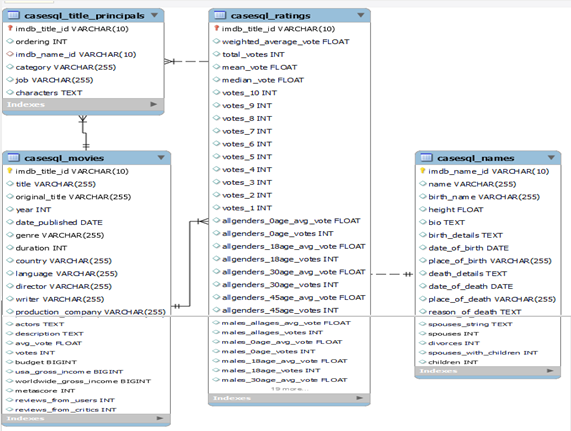 casesql_title_principals
imdb_title_id VARCHAR(10)
ordering INT
imdb_name_id VARCHAR(10)
category VARCHAR(255)
job VARCHAR(255)
characters TEXT
Indexes
casesql_movies
imdb_title_id VARCHAR(10)
title VARCHAR(255)
original_title VARCHAR(255)
year INT
date_published DATE
genre VARCHAR(255)
duration INT
country VARCHAR(255)
language VARCHAR(255)
director VARCHAR(255)
writer VARCHAR(255)
production_company VARCHAR(255)
actors TEXT
description TEXT
avg_vote FLOAT
votes INT
budget BIGINT
usa_gross_income BIGINT
worldwide_gross_income BIGINT
metascore INT
reviews_from_users INT
reviews_from_critics INT
Indexes
casesql_ratings
imdb_title_id VARCHAR(10)
weighted_average_vote FLOAT
total_votes INT
mean_vote FLOAT
median_vote FLOAT
votes_10 INT
votes_9 INT
votes_8 INT
votes_7 INT
votes_6 INT
votes_5 INT
votes_4 INT
votes_3 INT
votes_2 INT
votes_1 INT
allgenders_0age_avg_vote FLOAT
allgenders_0age_votes INT
allgenders_18age_avg_vote FLOAT
allgenders_18age_votes INT
allgenders_30age_avg_vote FLOAT
allgenders_30age_votes INT
allgenders_45age_avg_vote FLOAT
allgenders_45age_votes INT
males_allages_avg_vote FLOAT
males_allages_votes INT
males_0age_avg_vote FLOAT
males_0age_votes INT
males_18age_avg_vote FLOAT
males_18age_votes INT
males_30age_avg_vote FLOAT
Indexes
casesql_names
imdb_name_id VARCHAR(10)
name VARCHAR(255)
birth_name VARCHAR(255)
height FLOAT
bio TEXT
birth_details TEXT
date_of_birth DATE
place_of_birth VARCHAR(255)
death_details TEXT
date_of_death DATE
place_of_death VARCHAR(255)
reason_of_death TEXT
spouses_string TEXT
spouses INT
divorces INT
spouses_with_children INT
children INT
Indexes